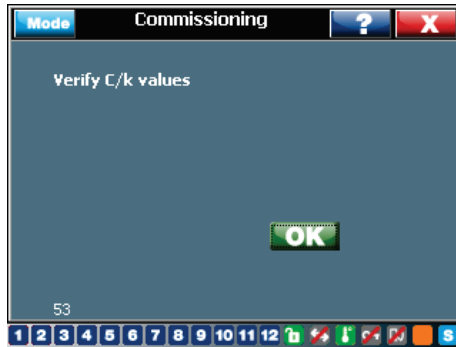 Mode Commissioning ? X
Verify C/k values
OK
53
1 2 3 4 5 6 7 8 9 10 11 12 S